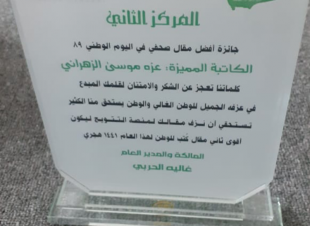 المركز الثاني
جائزة أفضل مقال صحفي في اليوم الوطني ٨٩
الكاتبة المميزة: عزه موسى الزهراني
كلماتنا تعجز عن الشكر والامتنان لقلمك المبدع
في عزفه الجميل للوطن الغالي والوطن يستحق منا الكثير
تستحقي أن نزف مقالك لمنصة التتويج ليكون
أقوى ثاني مقال كتب للوطن لهذا العام ١٤٤١ هجري
المالكة والمدير العام
غاليه الحربي